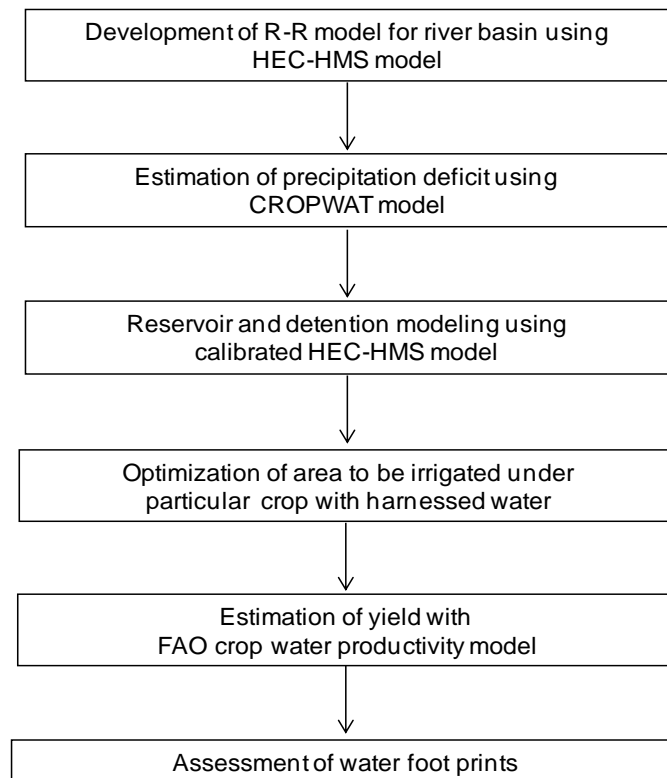 Development of R-R model for river basin using
HEC-HMS model
Estimation of precipitation deficit using
CROPWAT model
Reservoir and detention modeling using
calibrated HEC-HMS model
Optimization of area to be irrigated under
particular crop with harnessed water
Estimation of yield with
FAO crop water productivity model
Assessment of water foot prints